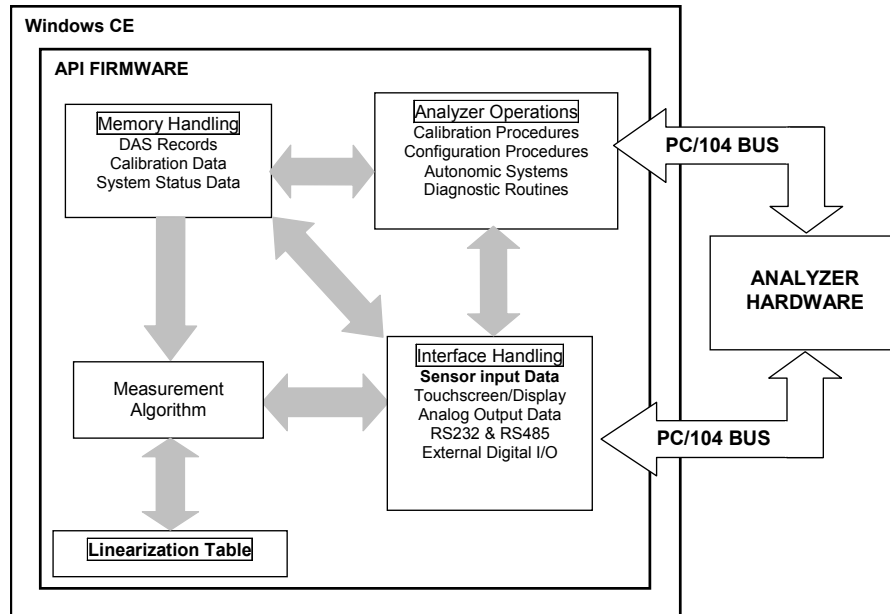 Windows CE
API FIRMWARE
Memory Handling
DAS Records
Calibration Data
System Status Data
Analyzer Operations
Calibration Procedures
Configuration Procedures
Autonomic Systems
Diagnostic Routines
PC/104 BUS
ANALYZER
HARDWARE
Measurement
Algorithm
Interface Handling
Sensor input Data
Touchscreen/Display
Analog Output Data
RS232 & RS485
External Digital I/O
PC/104 BUS
Linearization Table